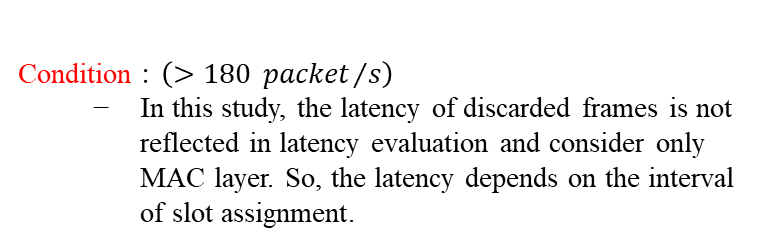 Condition : (> 180 packet/s)
– In this study, the latency of discarded frames is not
reflected in latency evaluation and consider only
MAC layer. So, the latency depends on the interval
of slot assignment.